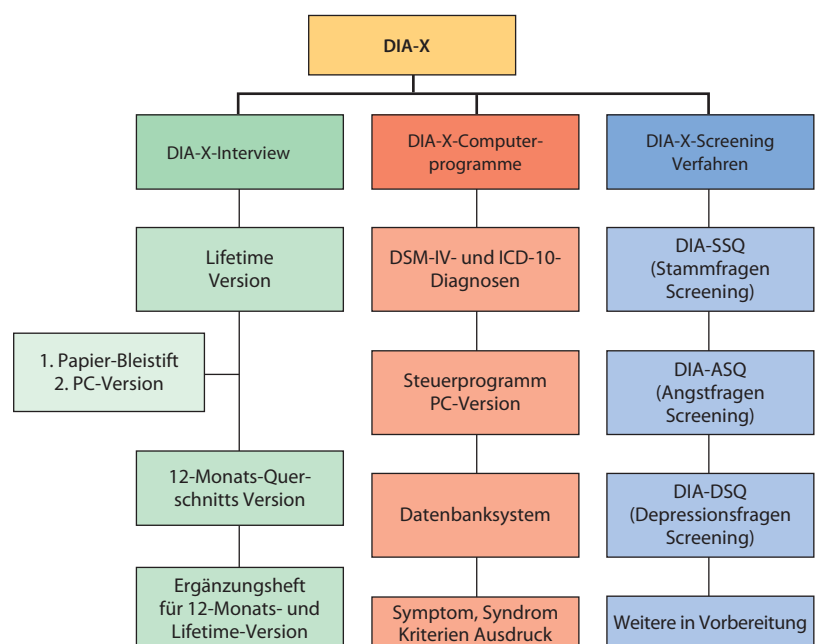 DIA-X
DIA-X-Interview
Lifetime
Version
1. Papier-Bleistift
2. PC-Version
12-Monats-Quer-
schnitts Version
Ergänzungsheft
für 12-Monats- und
Lifetime-Version
DIA-X-Computer-
programme
DSM-IV- und ICD-10-
Diagnosen
Steuerprogramm
PC-Version
Datenbanksystem
Symptom, Syndrom
Kriterien Ausdruck
DIA-X-Screening
Verfahren
DIA-SSQ
(Stammfragen
Screening)
DIA-ASQ
(Angstfragen
Screening)
DIA-DSQ
(Depressionsfragen
Screening)
Weitere in Vorbereitung